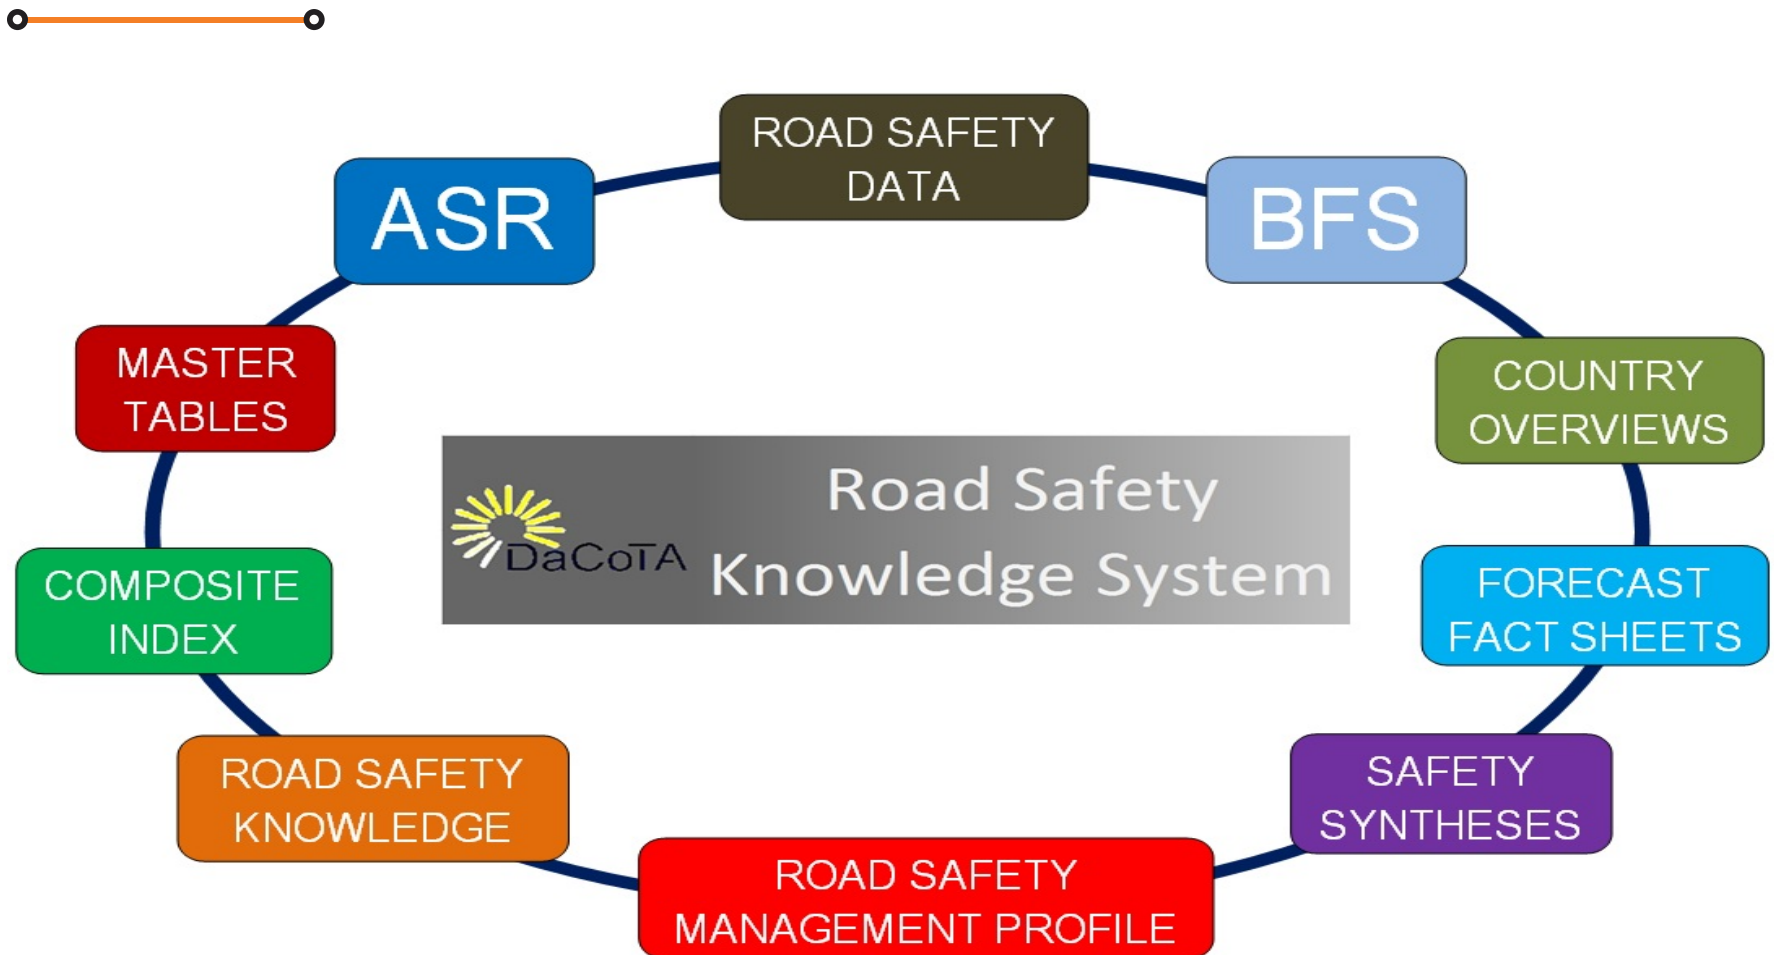 ROAD SAFETY
DATA
ASR
BFS
MASTER
TABLES
COUNTRY
OVERVIEWS
DaCoTA
Road Safety
Knowledge System
COMPOSITE
INDEX
FORECAST
FACT SHEETS
ROAD SAFETY
KNOWLEDGE
SAFETY
SYNTHESES
ROAD SAFETY
MANAGEMENT PROFILE